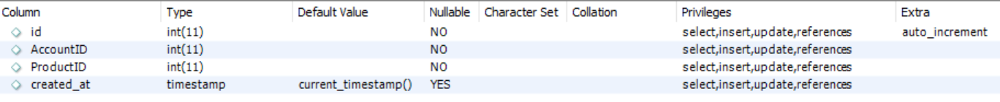 Column Type Default Value Nullable Character Set Collation Privileges Extra
id int(11) NO select,insert,update,references auto_increment
AccountID int(11) NO select,insert,update,references
ProductID int(11) NO select,insert,update,references
created_at timestamp current_timestamp() YES select,insert,update,references